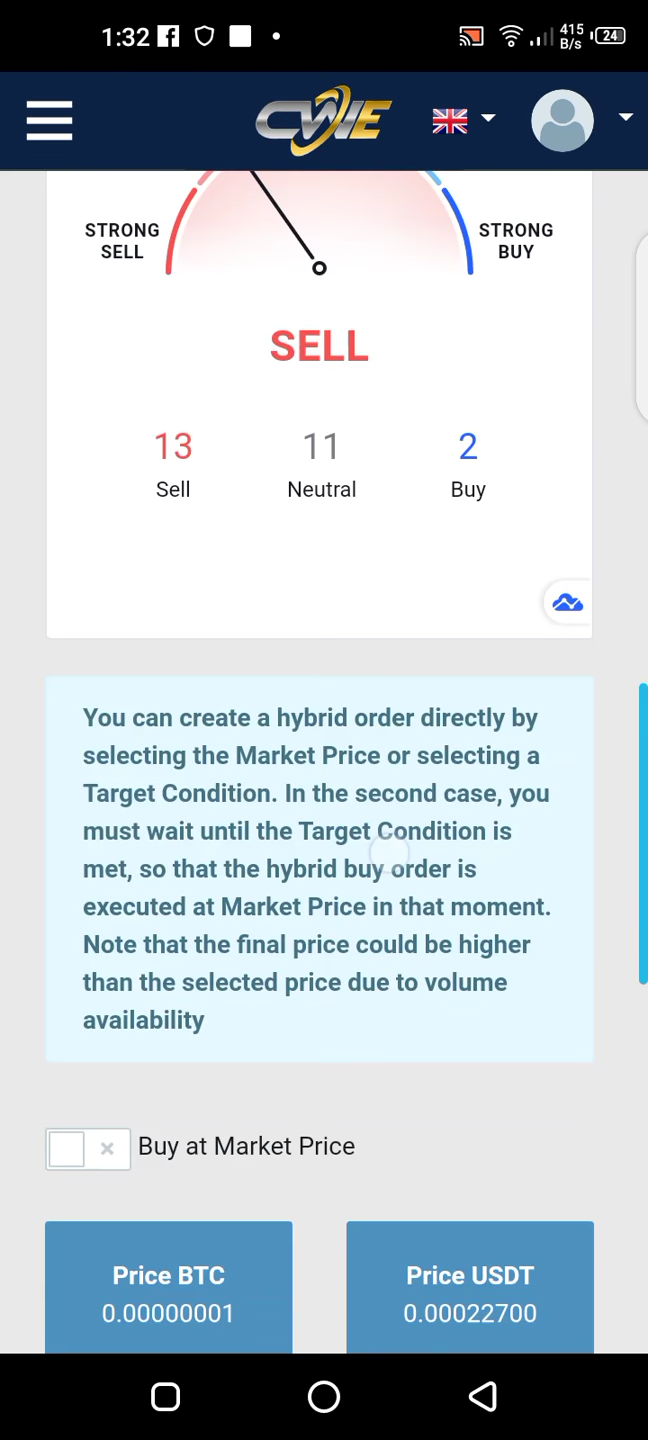 1:32
415
B/s
24
CWE
STRONG
SELL
STRONG
BUY
SELL
13
11
2
Sell
Neutral
Buy
You can create a hybrid order directly by
selecting the Market Price or selecting a
Target Condition. In the second case, you
must wait until the Target Condition is
met, so that the hybrid buy order is
executed at Market Price in that moment.
Note that the final price could be higher
than the selected price due to volume
availability
Buy at Market Price
Price BTC
0.00000001
Price USDT
0.00022700